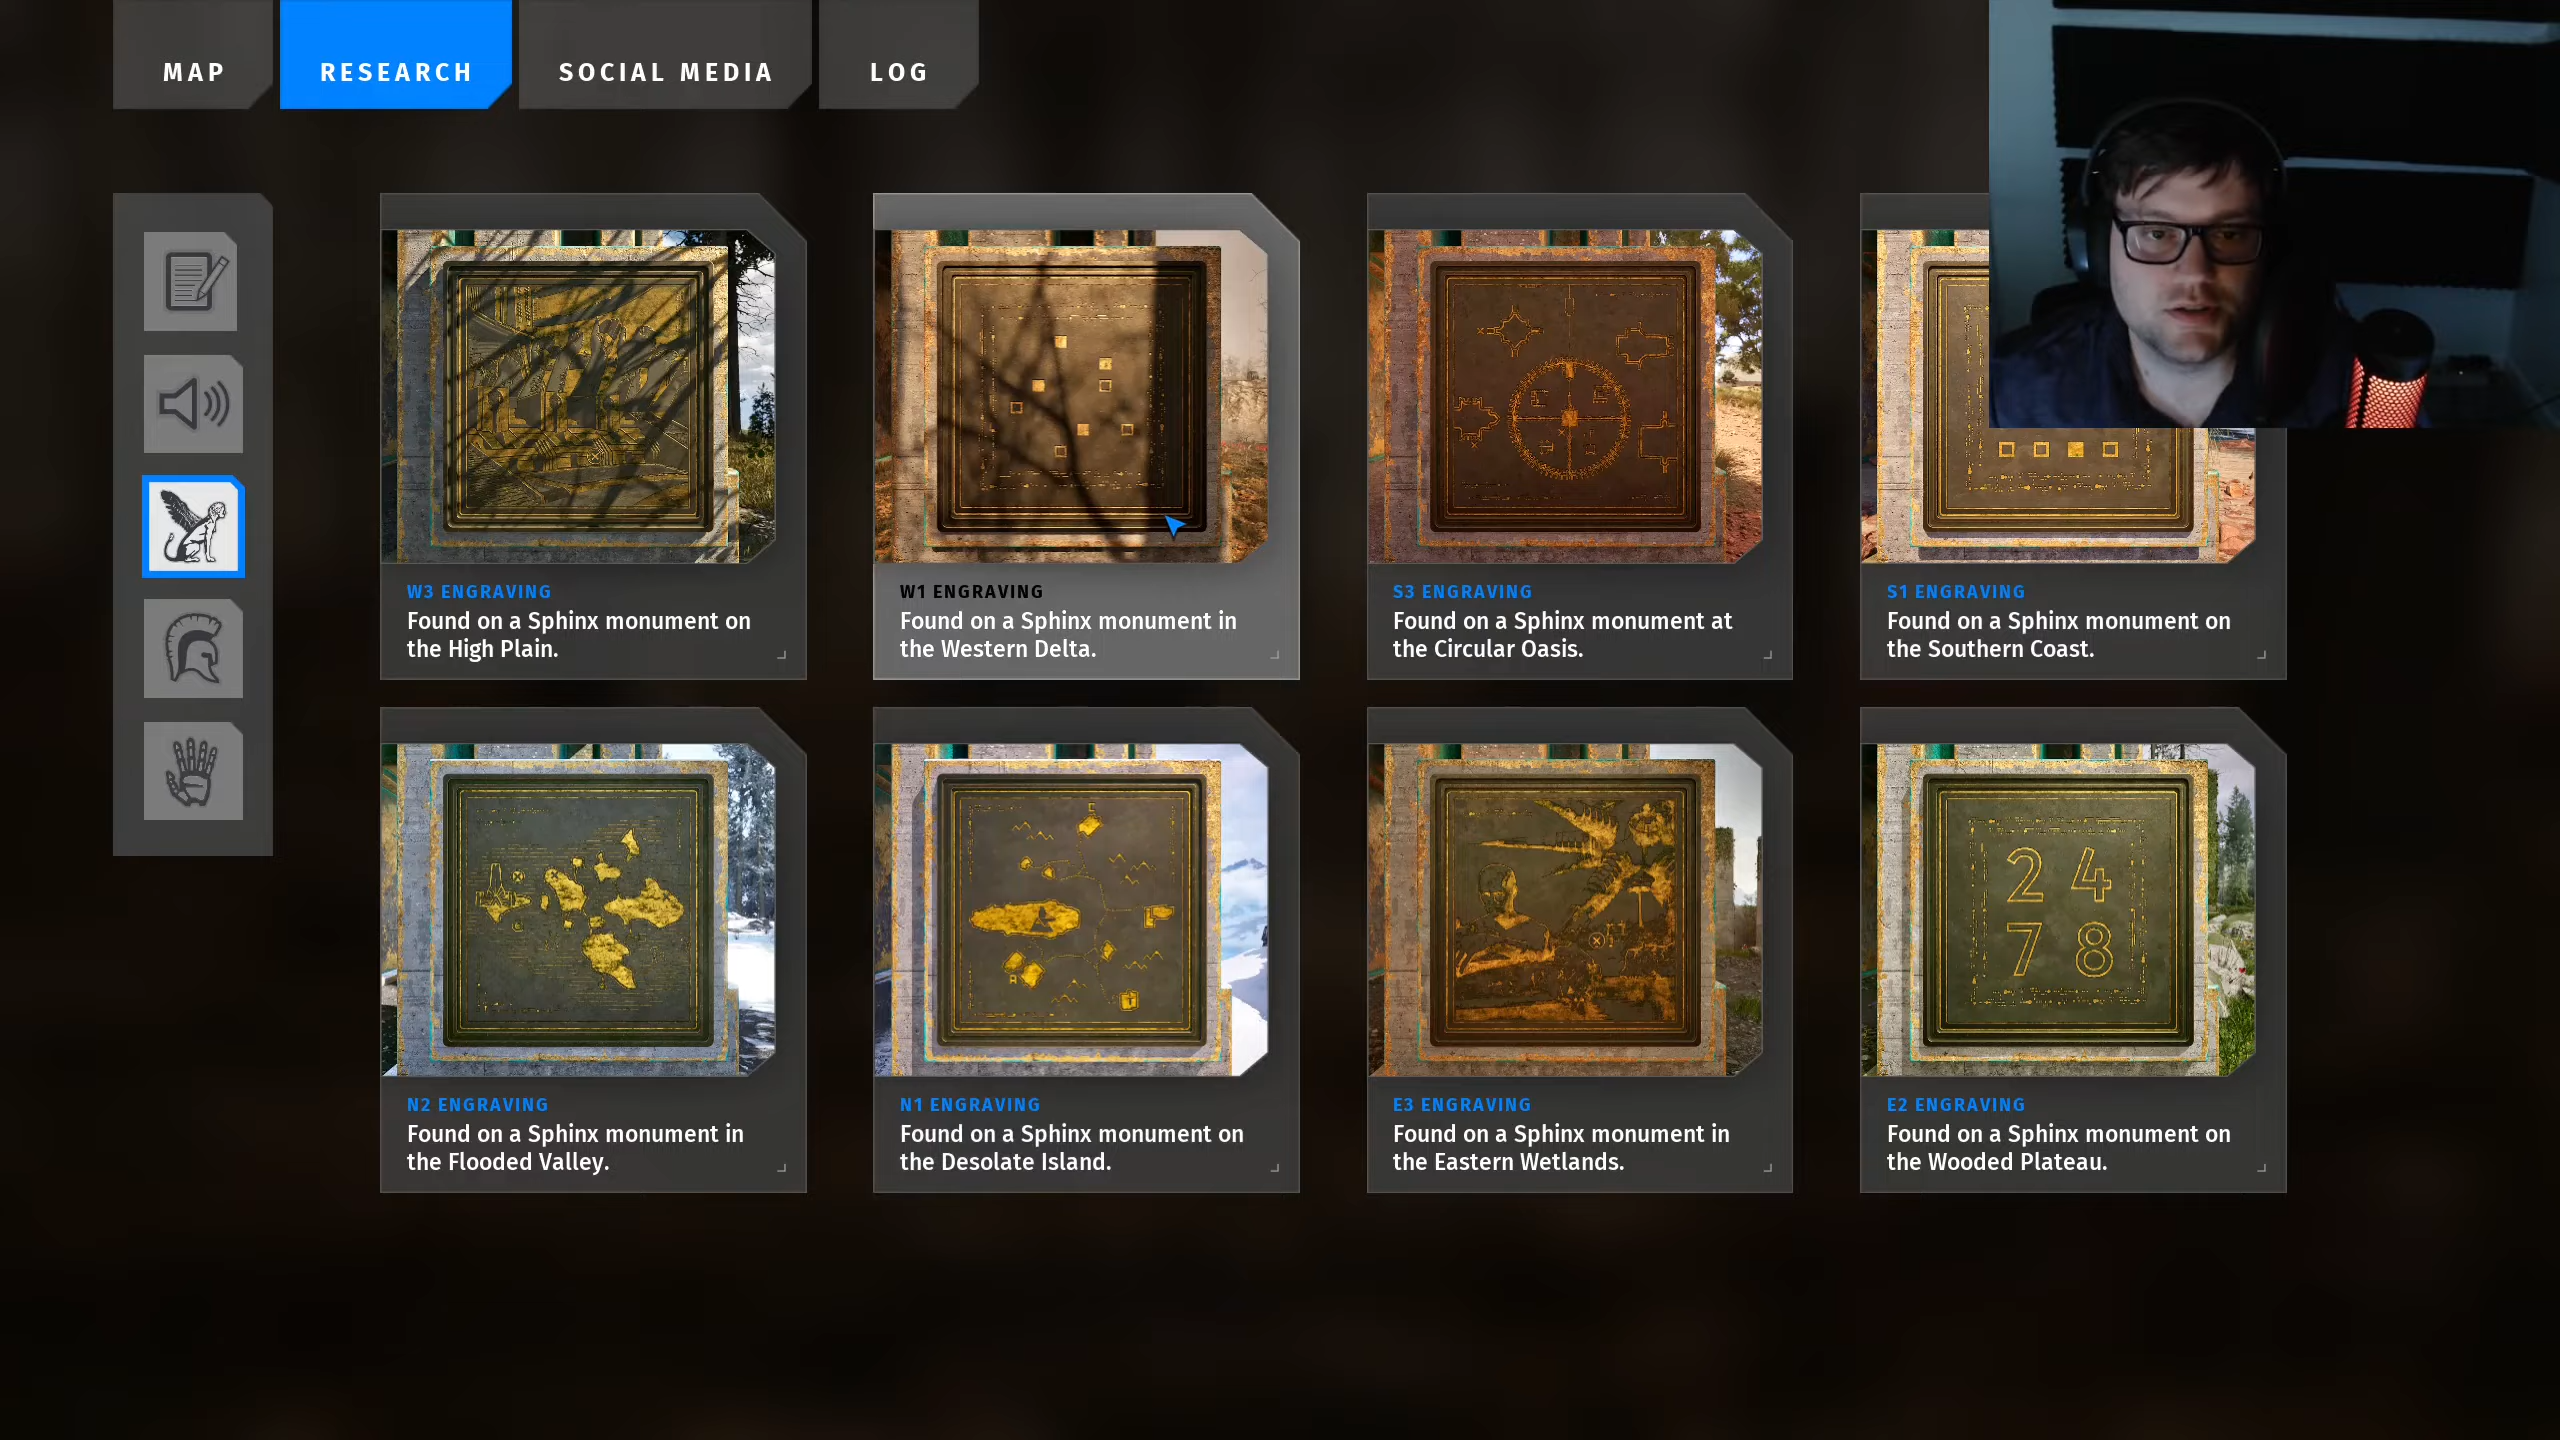 MAP
RESEARCH
SOCIAL MEDIA
LOG
W3 ENGRAVING
Found on a Sphinx monument on
the High Plain.
W1 ENGRAVING
Found on a Sphinx monument in
the Western Delta.
S3 ENGRAVING
Found on a Sphinx monument at
the Circular Oasis.
S1 ENGRAVING
Found on a Sphinx monument on
the Southern Coast.
2 4
7 8
N2 ENGRAVING
Found on a Sphinx monument in
the Flooded Valley.
N1 ENGRAVING
Found on a Sphinx monument on
the Desolate Island.
E3 ENGRAVING
Found on a Sphinx monument in
the Eastern Wetlands.
E2 ENGRAVING
Found on a Sphinx monument on
the Wooded Plateau.